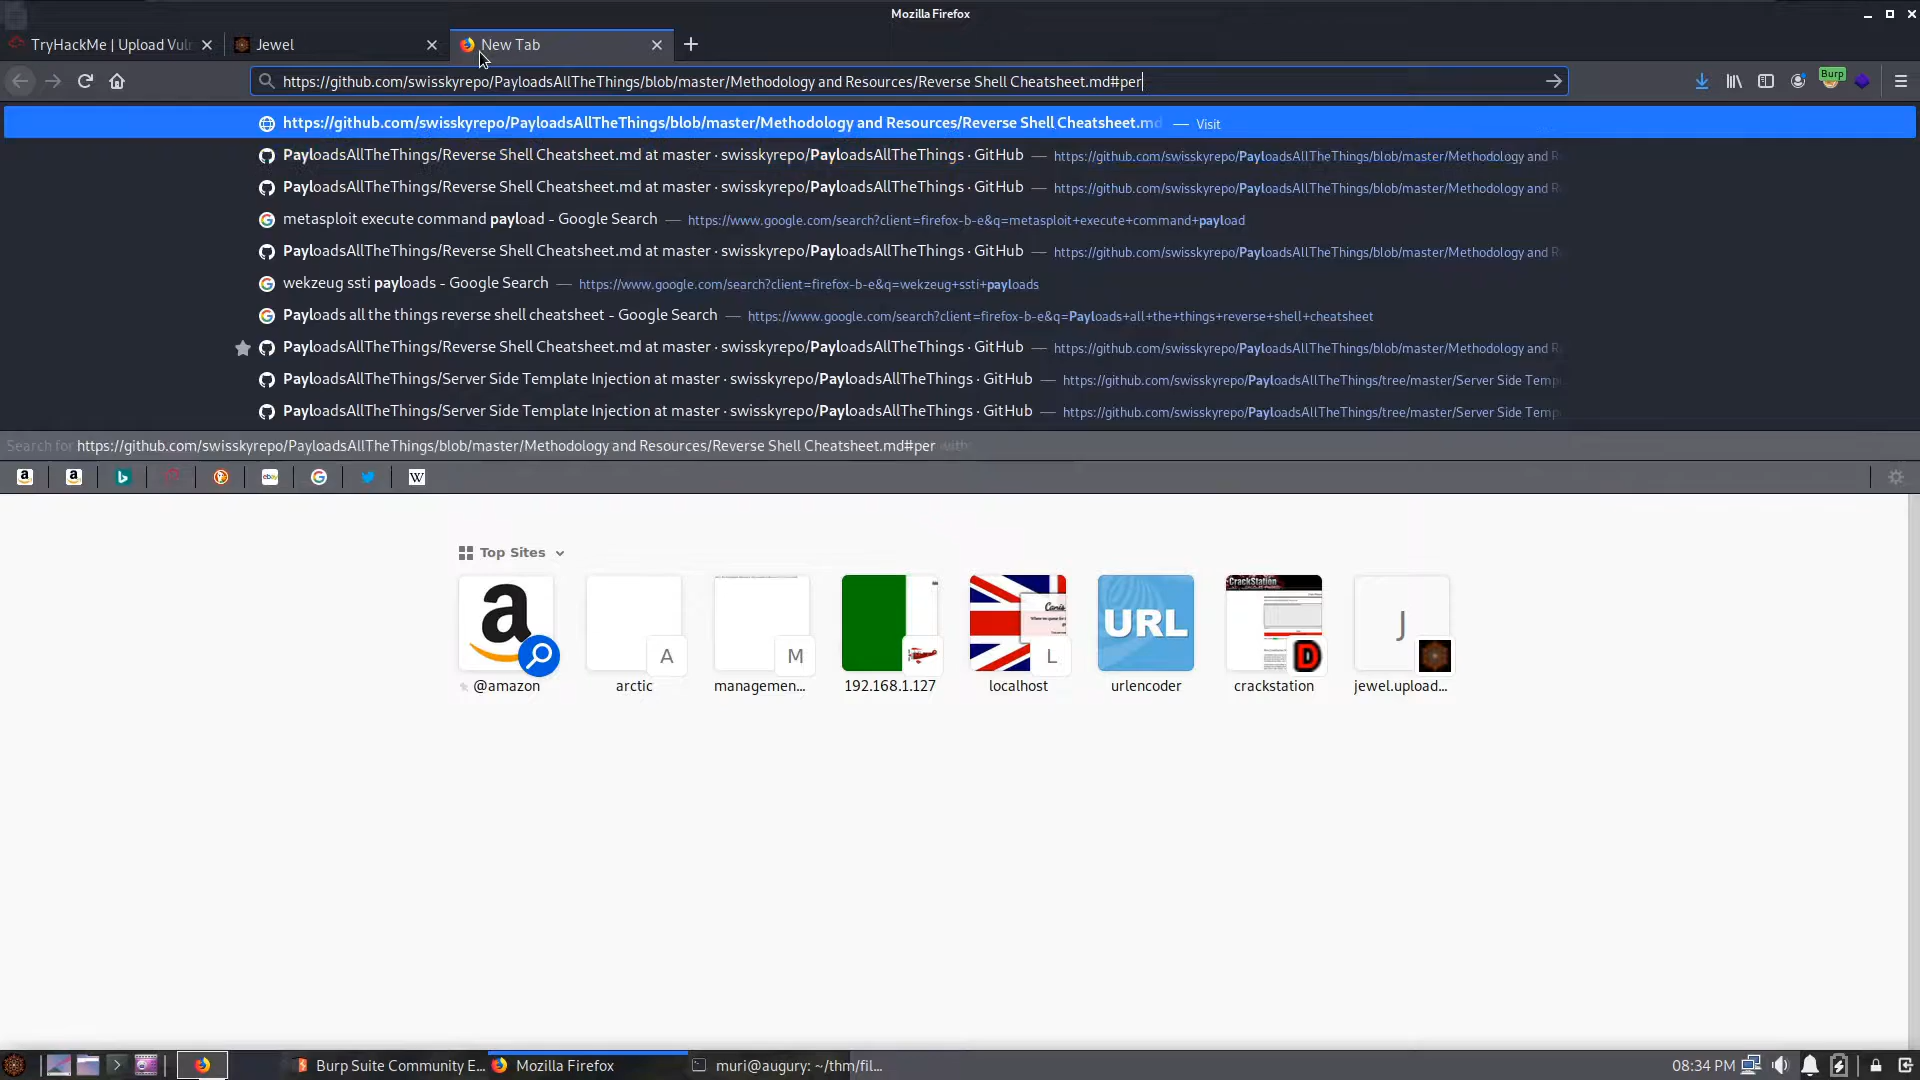 Mozilla Firefox
TryHackMe | Upload Vuln
Jewel
New Tab
https://github.com/swisskyrepo/PayloadsAllTheThings/blob/master/Methodology and Resources/Reverse Shell Cheatsheet.md#per
Burp
https://github.com/swisskyrepo/PayloadsAllTheThings/blob/master/Methodology and Resources/Reverse Shell Cheatsheet.md — Visit
PayloadsAllTheThings/Reverse Shell Cheatsheet.md at master · swisskyrepo/PayloadsAllTheThings · GitHub — https://github.com/swisskyrepo/PayloadsAllTheThings/blob/master/Methodology and
PayloadsAllTheThings/Reverse Shell Cheatsheet.md at master · swisskyrepo/PayloadsAllTheThings · GitHub — https://github.com/swisskyrepo/PayloadsAllTheThings/blob/master/Methodology and
metasploit execute command payload - Google Search — https://www.google.com/search?client=firefox-b-e&q=metasploit+execute+command+payload
PayloadsAllTheThings/Reverse Shell Cheatsheet.md at master · swisskyrepo/PayloadsAllTheThings · GitHub — https://github.com/swisskyrepo/PayloadsAllTheThings/blob/master/Methodology and
wekzeug ssti payloads - Google Search — https://www.google.com/search?client=firefox-b-e&q=wekzeug+ssti+payloads
Payloads all the things reverse shell cheatsheet - Google Search — https://www.google.com/search?client=firefox-b-e&q=Payloads+all+the+things+reverse+shell+cheatsheet
PayloadsAllTheThings/Reverse Shell Cheatsheet.md at master · swisskyrepo/PayloadsAllTheThings · GitHub — https://github.com/swisskyrepo/PayloadsAllTheThings/blob/master/Methodology and
PayloadsAllTheThings/Server Side Template Injection at master · swisskyrepo/PayloadsAllTheThings · GitHub — https://github.com/swisskyrepo/PayloadsAllTheThings/tree/master/Server Side Temp
PayloadsAllTheThings/Server Side Template Injection at master · swisskyrepo/PayloadsAllTheThings · GitHub — https://github.com/swisskyrepo/PayloadsAllTheThings/tree/master/Server Side Temp
Search for https://github.com/swisskyrepo/PayloadsAllTheThings/blob/master/Methodology and Resources/Reverse Shell Cheatsheet.md#per with
ebay
W
Top Sites
a
A
M
L
URL
CrackStation
D
J
@amazon
arctic
managemen...
192.168.1.127
localhost
urlencoder
crackstation
jewel.upload...
Burp Suite Community E...
Mozilla Firefox
muri@augury: ~/thm/fil...
08:34 PM